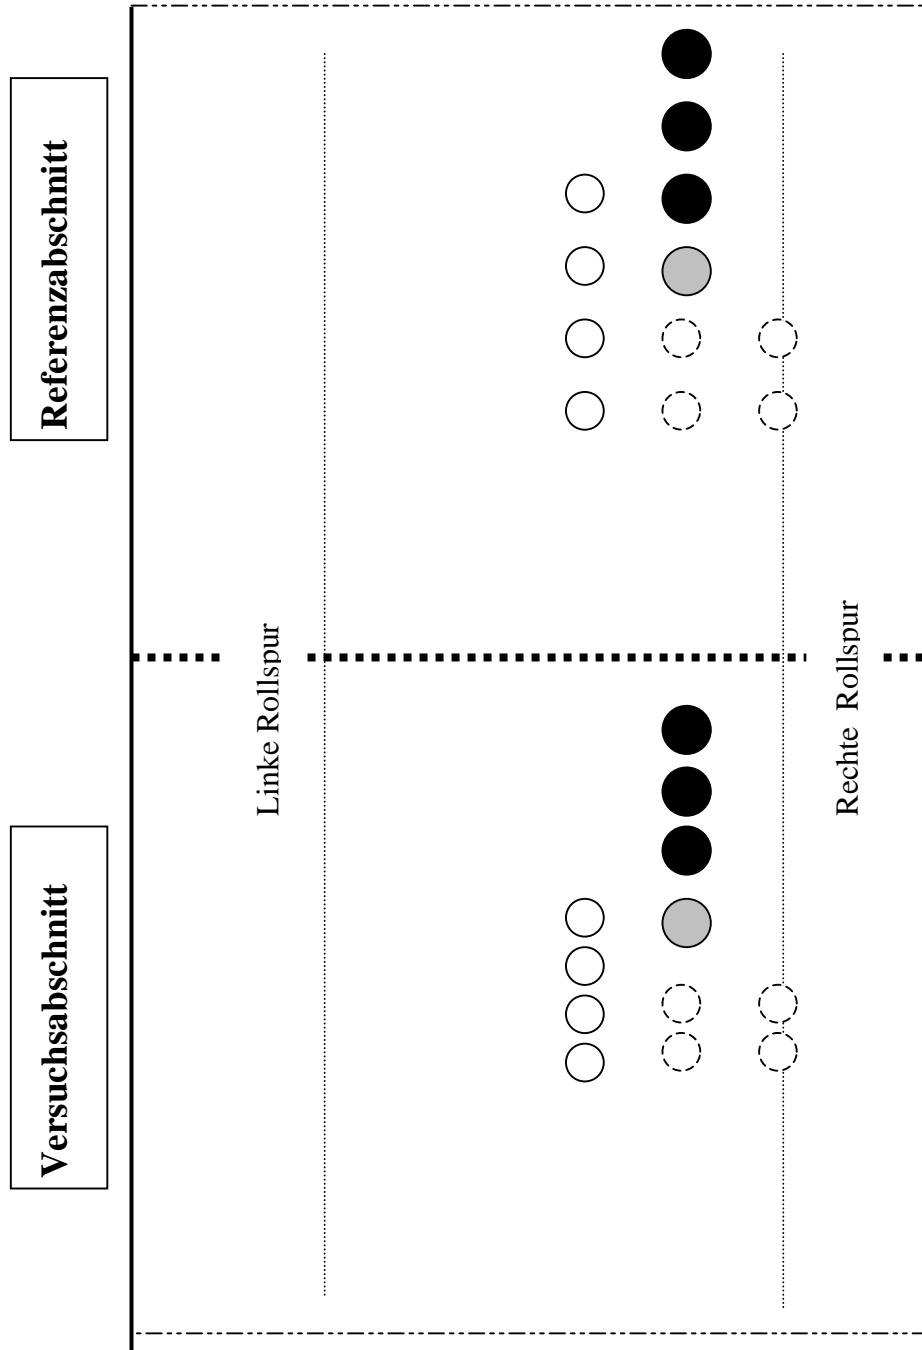 Referenzabschnitt
Linke Rollspur
Rechte Rollspur
Versuchsabschnitt